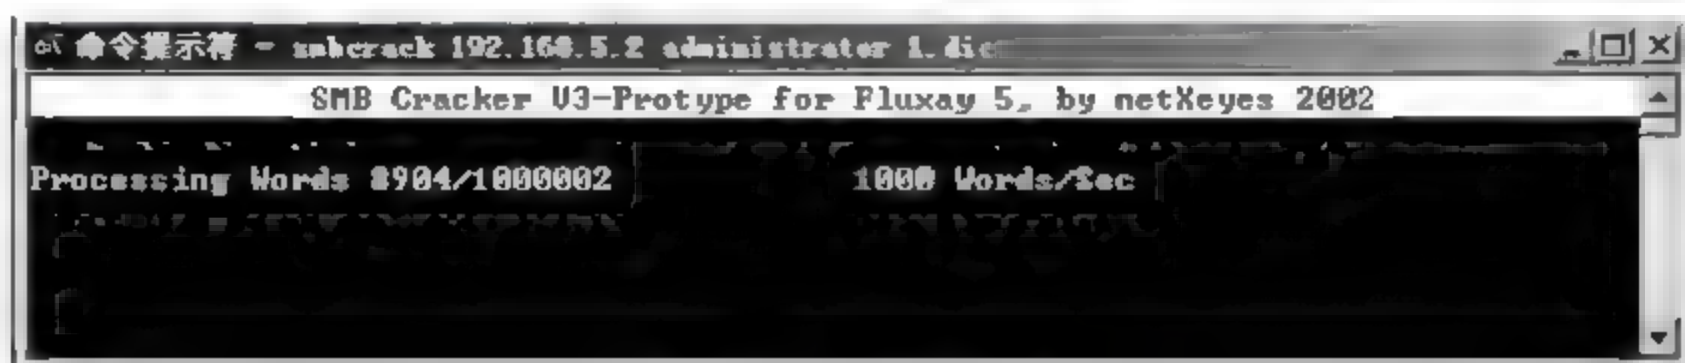 命令提示符 - smbcrack 192.168.5.2 administrator 1.dic
SMB Cracker V3-Protype for Fluxay 5, by netXeyes 2002
Processing Words 8904/1000002 1000 Words/Sec